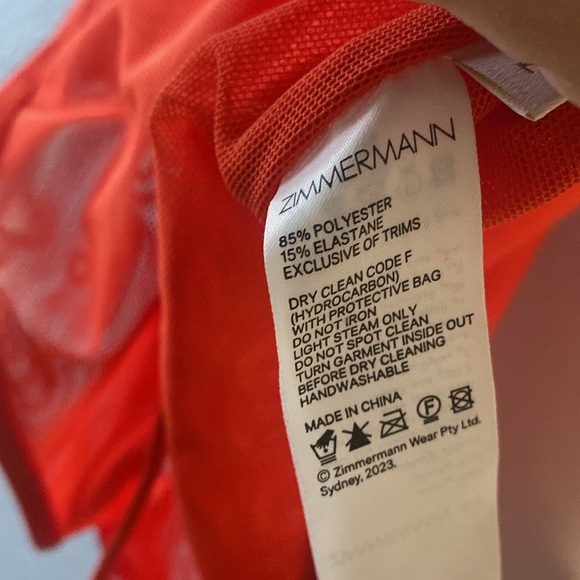 ZIMMERMANN
85% POLYESTER
15% ELASTANE
EXCLUSIVE OF TRIMS
DRY CLEAN CODE F
(HYDROCARBON)
WITH PROTECTIVE BAG
DO NOT IRON
LIGHT STEAM ONLY
DO NOT SPOT CLEAN
TURN GARMENT INSIDE OUT
BEFORE DRY CLEANING
HANDWASHABLE
MADE IN CHINA
F
© Zimmermann Wear Pty Ltd.
Sydney, 2023.